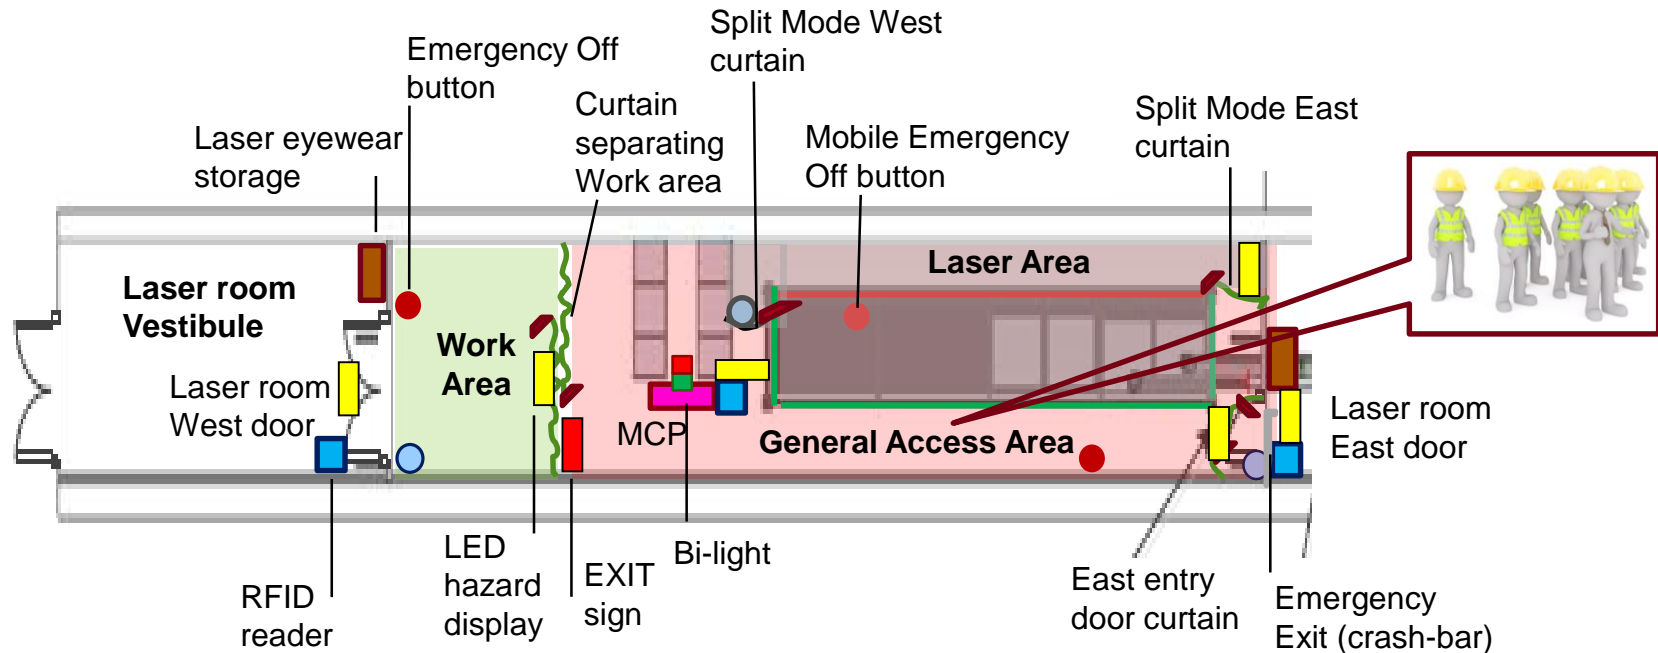 Split Mode West
curtain
Emergency Off
button
Curtain
separating
Work area
Split Mode East
curtain
Laser eyewear
storage
Mobile Emergency
Off button
Laser room
Vestibule
Work
Area
Laser Area
Laser room
West door
MCP
General Access Area
Laser room
East door
LED
hazard
display
EXIT
sign
Bi-light
RFID
reader
East entry
door curtain
Emergency
Exit (crash-bar)